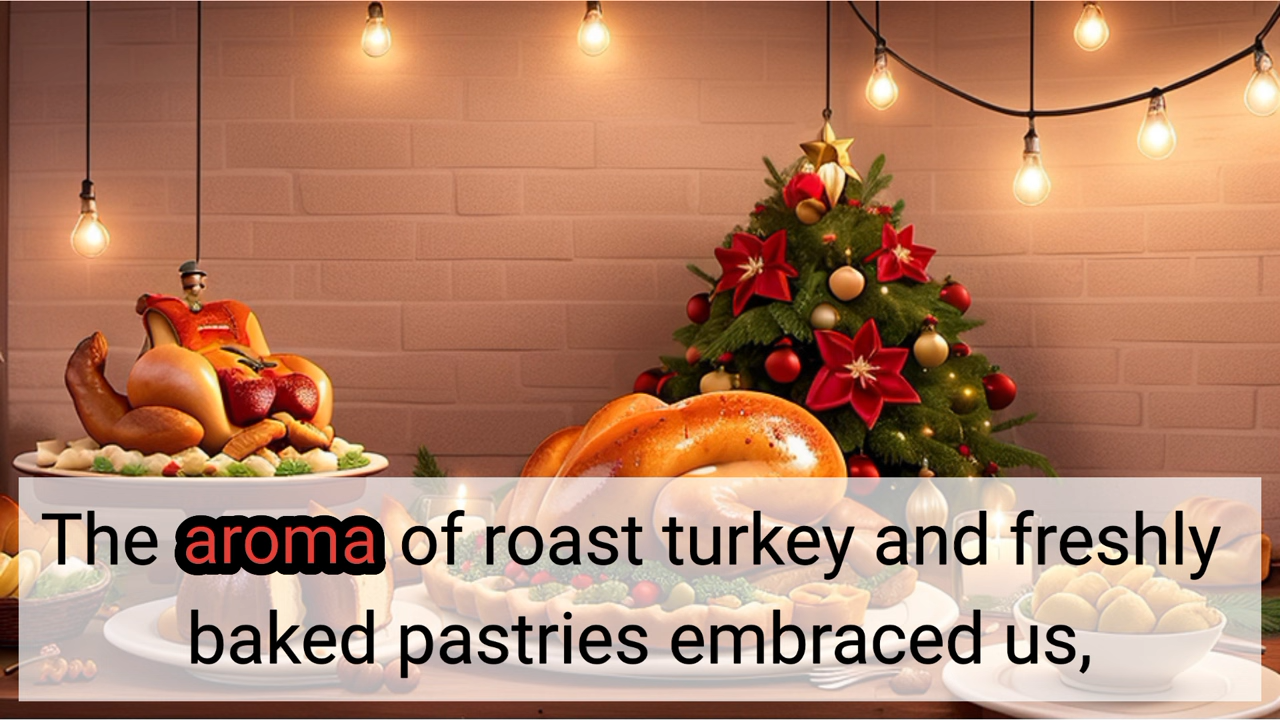 The aroma of roast turkey and freshly
baked pastries embraced us,